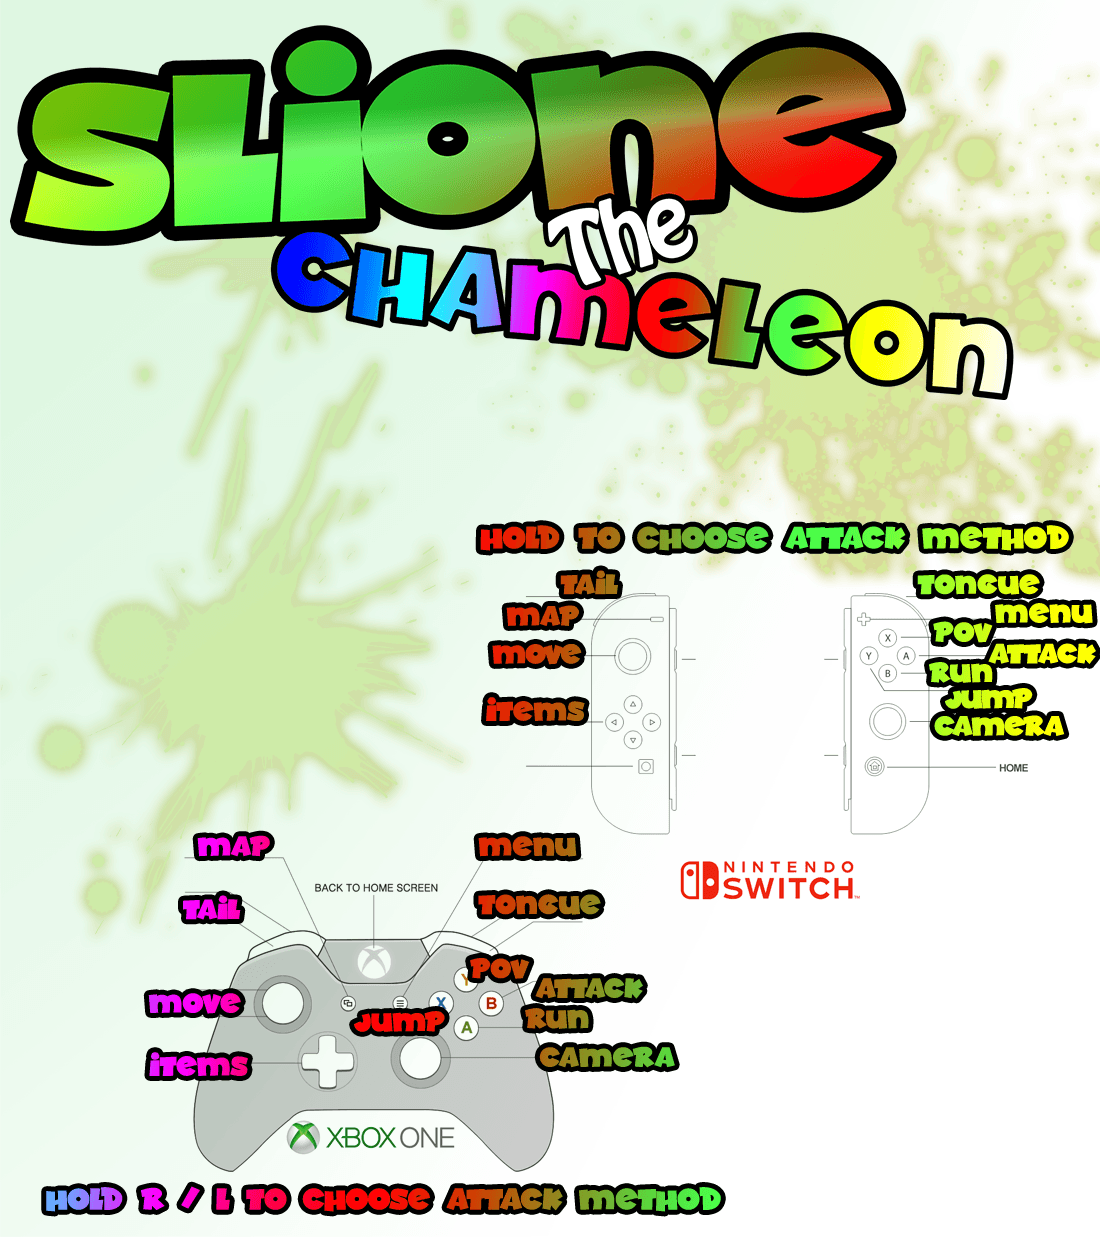 SLione
The
CHAMELEON
HOLD TO CHOOSE ATTACK METHOD
TAiL
TONGUE
MAP
MENU
POV
X
MOVE
Y
A
ATTACK
B
RUN
JUMP
iTEMS
CAMERA
HOME
NINTENDO
SWITCH™
MAP
MENU
BACK TO HOME SCREEN
TAiL
TONGUE
Y
POV
ATTACK
MOVE
X
B
JUMP
A
RUN
iTEMS
CAMERA
XBOX ONE
HOLD R / L TO CHOOSE ATTACK METHOD